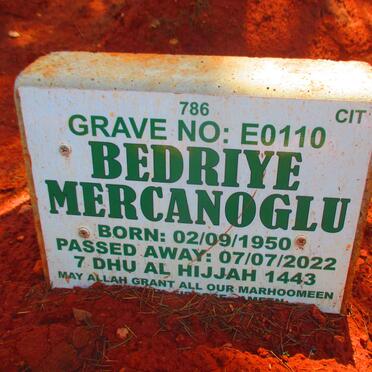 786
CIT
GRAVE NO: E0110
BEDRIYE
MERCANOGLU
BORN: 02/09/1950
PASSED AWAY: 07/07/2022
7 DHU AL HIJJAH 1443
MAY ALLAH GRANT ALL OUR MARHOOMEEN